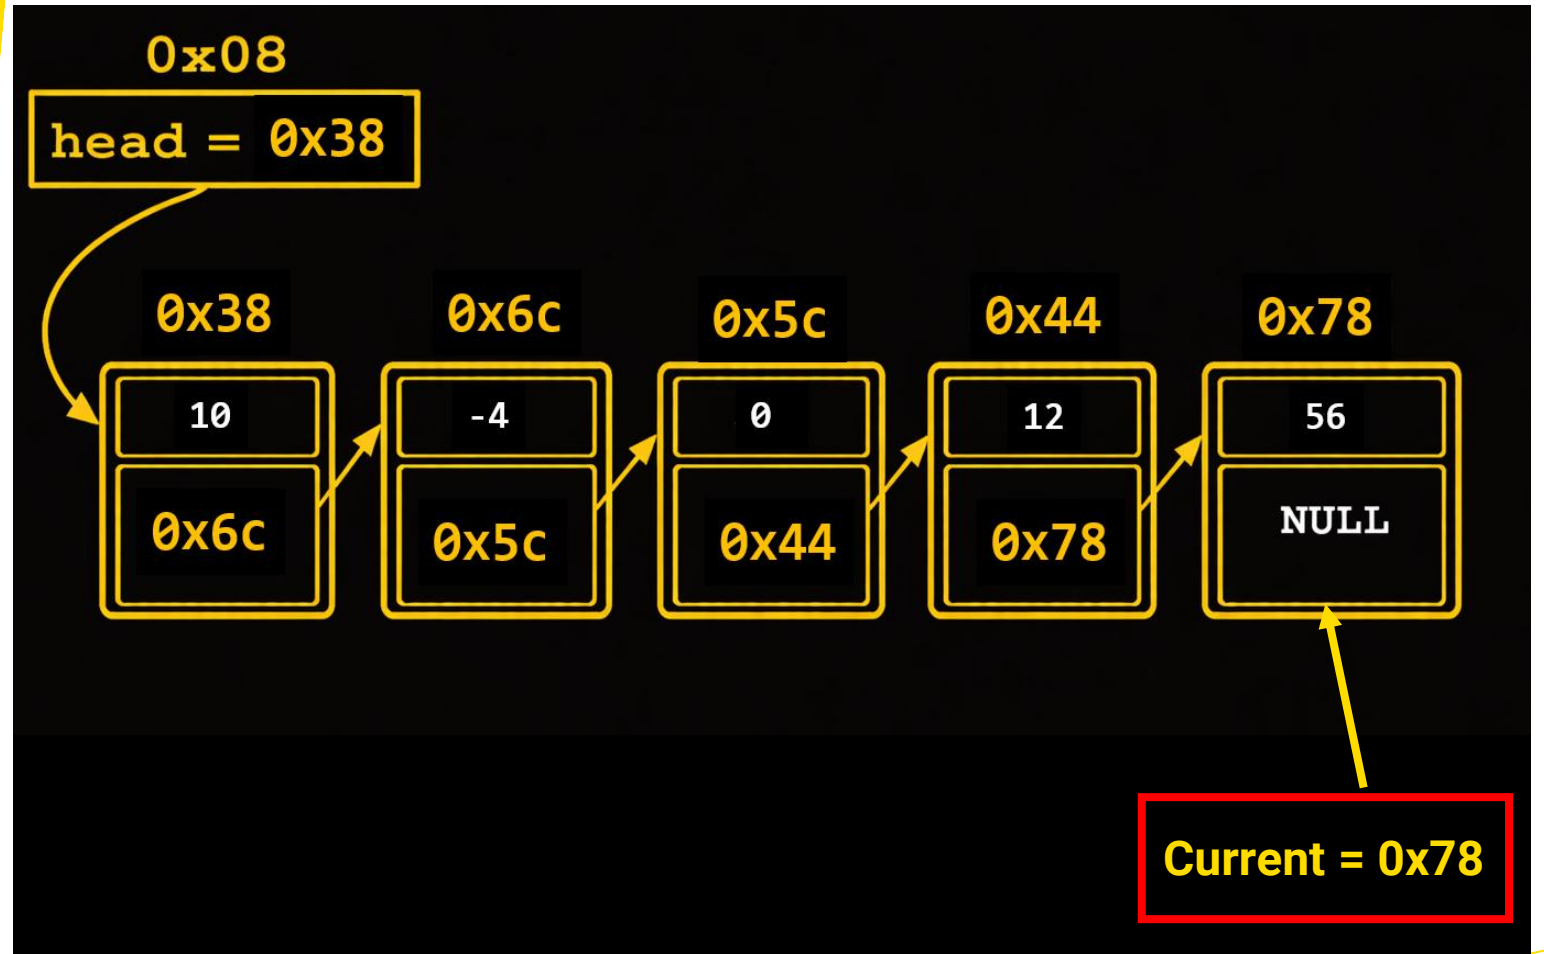 0x08
head = 0x38
0x38 0x6c 0x5c 0x44 0x78
10 -4 0 12 56
0x6c 0x5c 0x44 0x78 NULL
Current = 0x78